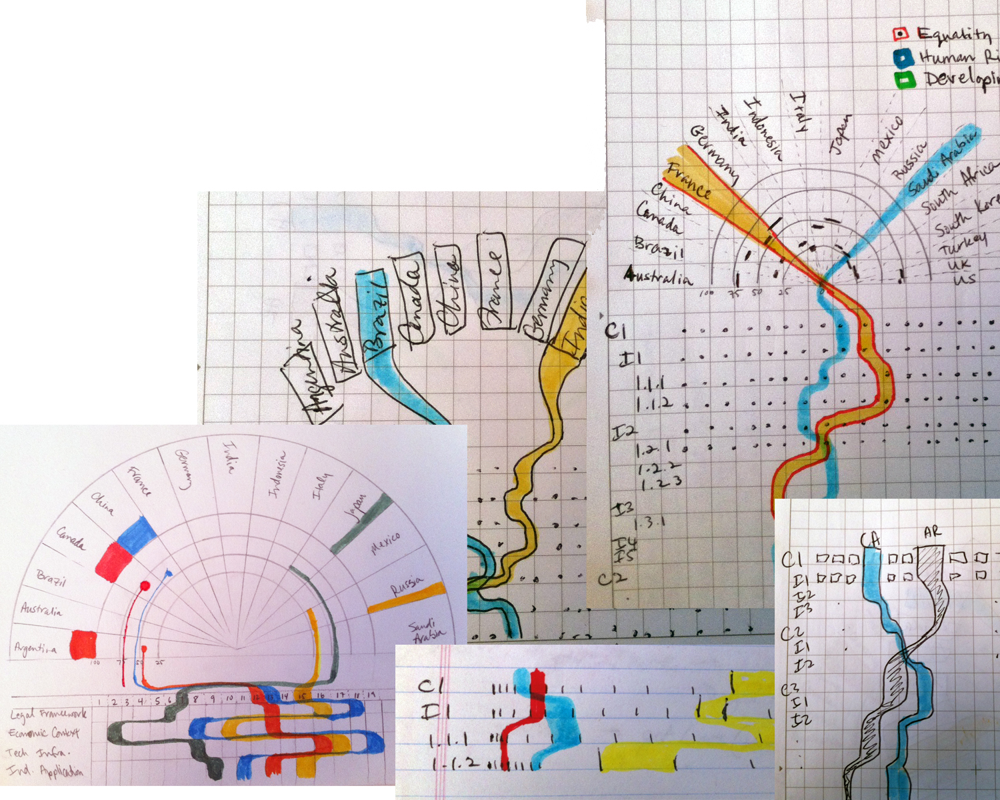 Equality
Human Ri
Developin
Italy
Indonesia
India
Germany
France
China
Canada
Brazil
Australia
Japan
Mexico
Russia
Saudi Arabia
South Africa
South Kore
Turkey
UK
US
100 75 50 25 0
C1
I1
1.1.1
1.1.2
I2
1.2.1
1.2.2
1.2.3
I3
1.3.1
I4
I5
C2
Argentina
Australia
Brazil
Canada
China
France
Germany
India
Argentina
Australia
Brazil
Canada
China
France
Germany
India
Indonesia
Italy
Japan
Mexico
Russia
Saudi
Arabia
100 75 50 25
1 2 3 4 5 6 7 8 9 10 11 12 13 14 15 16 17 18 19
Legal Framework
Economic Context
Tech Infra.
Ind. Application
C1
I1
1.1.1
1.1.2
CA AR
C1
I1
I2
I3
C2
I1
I2
C3
I1
I2